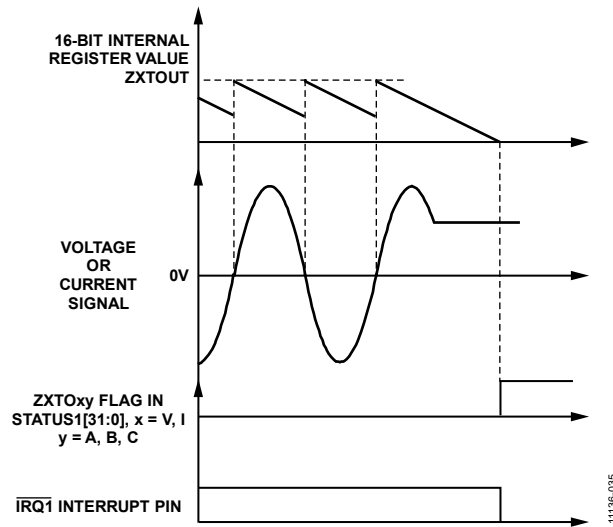 16-BIT INTERNAL
REGISTER VALUE
ZXTOUT
VOLTAGE
OR
CURRENT
SIGNAL
0V
ZXTOxy FLAG IN
STATUS1[31:0], x = V, I
y = A, B, C
IRQ1 INTERRUPT PIN
11136-035